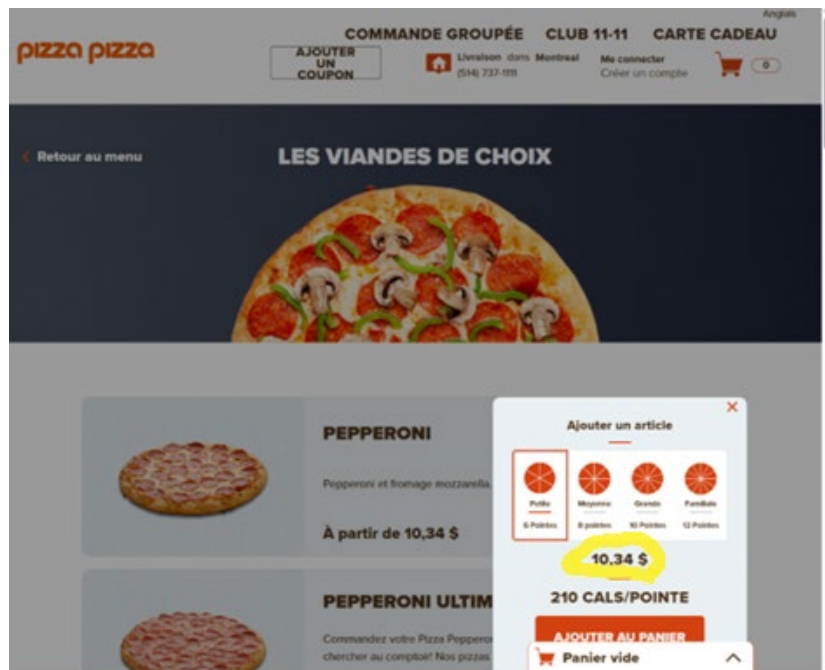 Anglais
pizza pizza
COMMANDE GROUPÉE CLUB 11-11 CARTE CADEAU
AJOUTER
UN
COUPON
Livraison dans Montreal
(514) 737-1111
Me connecter
Créer un compte
0
Retour au menu
LES VIANDES DE CHOIX
PEPPERONI
Pepperoni et fromage mozzarella.
À partir de 10,34 $
PEPPERONI ULTIM
Commandez votre Pizza Pepperon
chercher au comptoir! Nos pizzas
Ajouter un article
Petite Moyenne Grande Familiale
6 Pointes 8 pointes 10 Pointes 12 Pointes
10,34 $
210 CALS/POINTE
AJOUTER AU PANIER
Panier vide